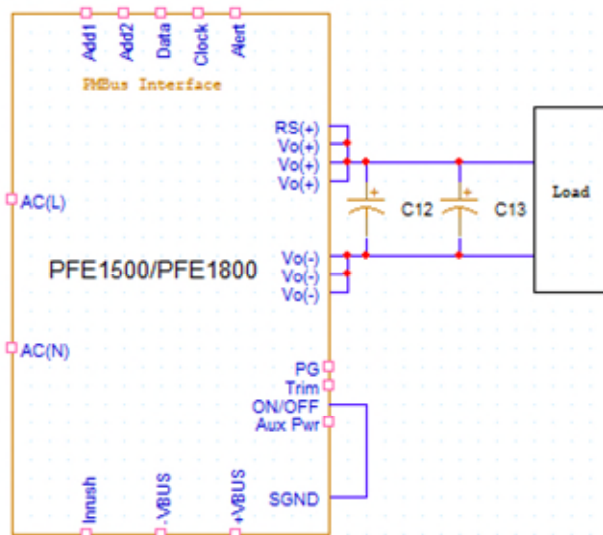 Add1
Add2
Data
Clock
Alert
PMBus Interface
RS(+)
Vo(+)
Vo(+)
Vo(+)
AC(L)
C12
C13
Load
Vo(-)
Vo(-)
Vo(-)
PFE1500/PFE1800
AC(N)
PG
Trim
ON/OFF
Aux Pwr
SGND
Inrush
-VBUS
+VBUS